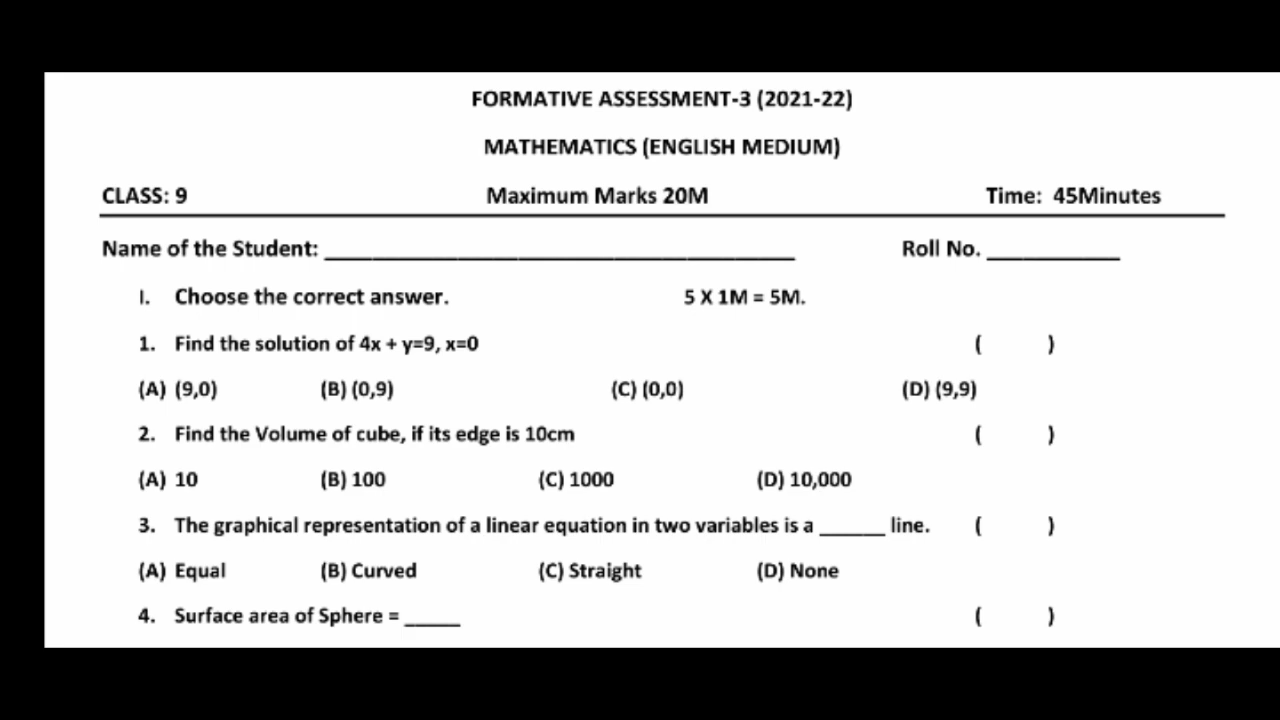 FORMATIVE ASSESSMENT-3 (2021-22)
MATHEMATICS (ENGLISH MEDIUM)
CLASS: 9 Maximum Marks 20M Time: 45Minutes
Name of the Student: ______________________________ Roll No. ___________
I. Choose the correct answer. 5 X 1M = 5M.
1. Find the solution of 4x + y=9, x=0 ( )
(A) (9,0) (B) (0,9) (C) (0,0) (D) (9,9)
2. Find the Volume of cube, if its edge is 10cm ( )
(A) 10 (B) 100 (C) 1000 (D) 10,000
3. The graphical representation of a linear equation in two variables is a ______ line. ( )
(A) Equal (B) Curved (C) Straight (D) None
4. Surface area of Sphere = _____ ( )